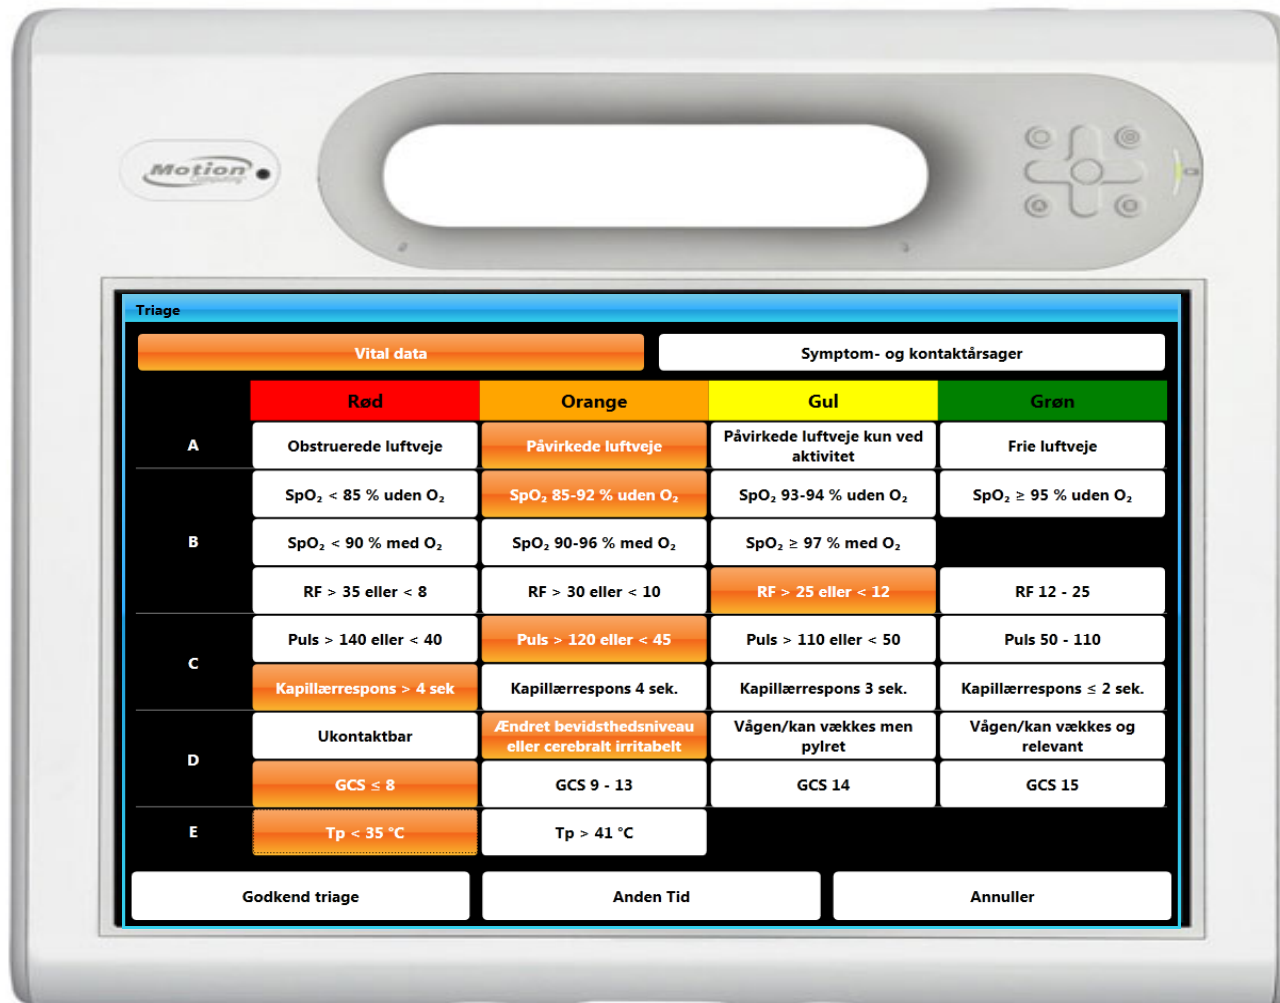 Motion
Computing
Triage
Vital data
Symptom- og kontaktårsager
Rød
Orange
Gul
Grøn
A
Obstruerede luftveje
Påvirkede luftveje
Påvirkede luftveje kun ved
aktivitet
Frie luftveje
B
SpO₂ < 85 % uden O₂
SpO₂ 85-92 % uden O₂
SpO₂ 93-94 % uden O₂
SpO₂ ≥ 95 % uden O₂
SpO₂ < 90 % med O₂
SpO₂ 90-96 % med O₂
SpO₂ ≥ 97 % med O₂
RF > 35 eller < 8
RF > 30 eller < 10
RF > 25 eller < 12
RF 12 - 25
C
Puls > 140 eller < 40
Puls > 120 eller < 45
Puls > 110 eller < 50
Puls 50 - 110
Kapillærrespons > 4 sek
Kapillærrespons 4 sek.
Kapillærrespons 3 sek.
Kapillærrespons ≤ 2 sek.
D
Ukontaktbar
Ændret bevidsthedsniveau
eller cerebralt irritabelt
Vågen/kan vækkes men
pylret
Vågen/kan vækkes og
relevant
GCS ≤ 8
GCS 9 - 13
GCS 14
GCS 15
E
Tp < 35 °C
Tp > 41 °C
Godkend triage
Anden Tid
Annuller